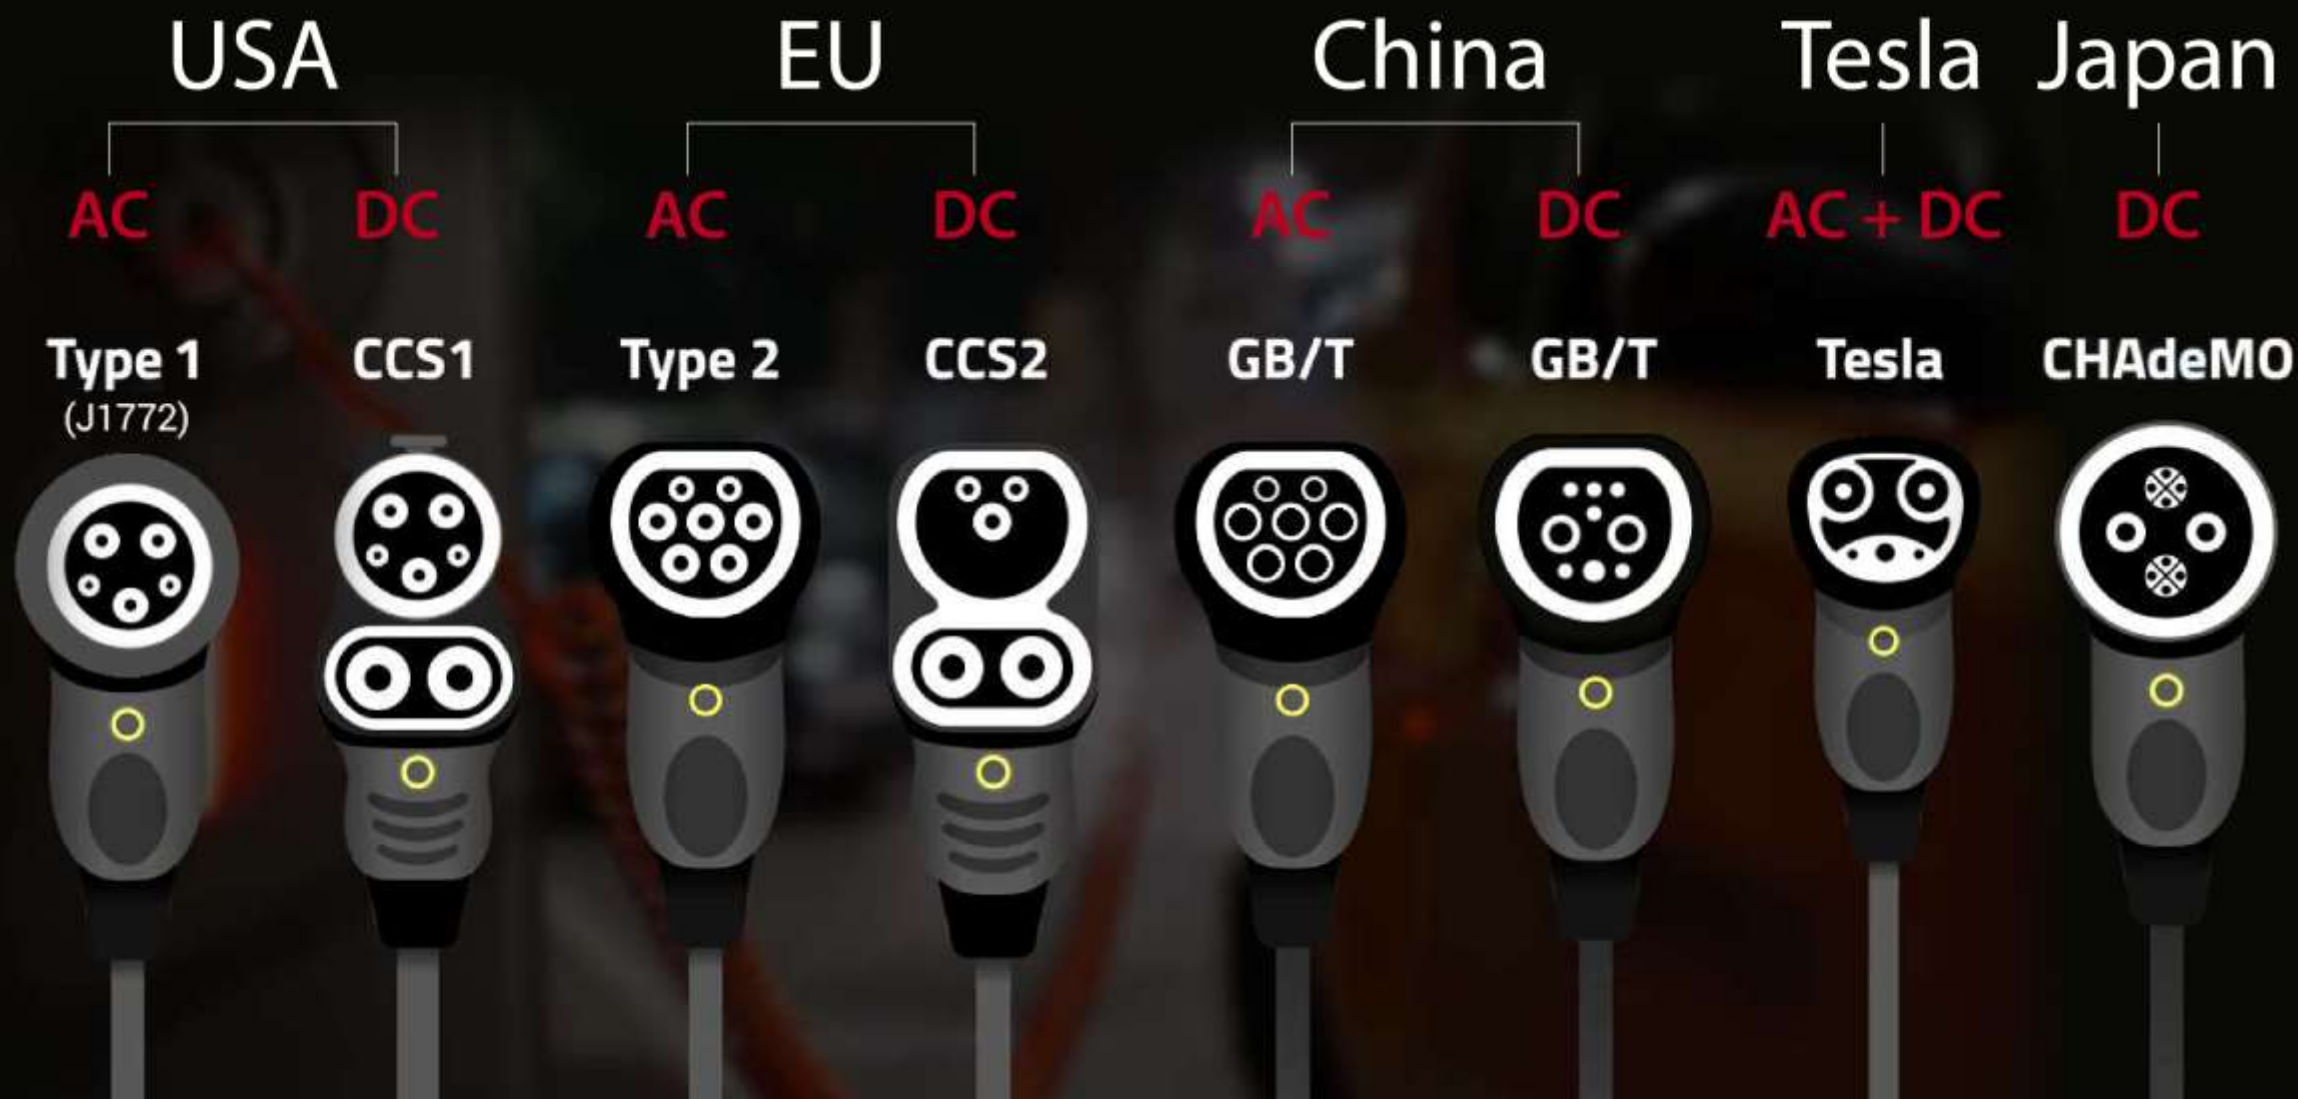 USA EU China Tesla Japan
AC DC AC DC AC DC AC + DC DC
Type 1 CCS1 Type 2 CCS2 GB/T GB/T Tesla CHAdeMO
(J1772)